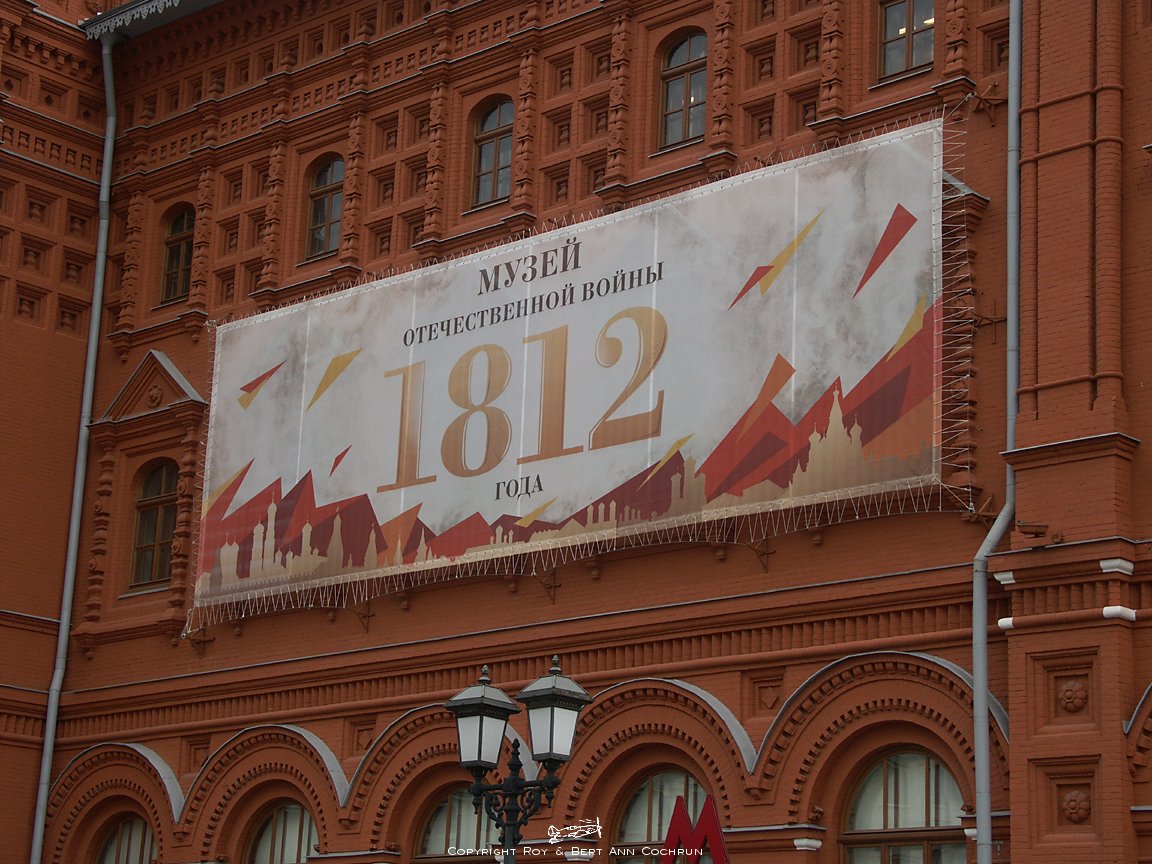 МУЗЕЙ
ОТЕЧЕСТВЕННОЙ ВОЙНЫ
1812
ГОДА
М
Copyright Roy & Bert Ann Cochrun